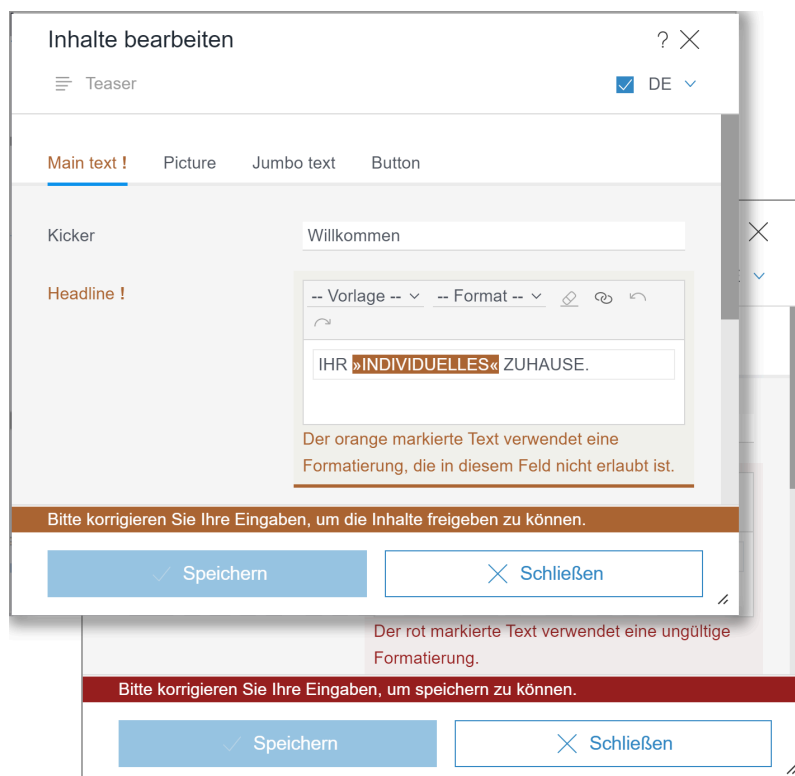 Inhalte bearbeiten ?
Teaser DE
Main text ! Picture Jumbo text Button
Kicker Willkommen
Headline !
-- Vorlage -- -- Format --
IHR »INDIVIDUELLES« ZUHAUSE.
Der orange markierte Text verwendet eine
Formatierung, die in diesem Feld nicht erlaubt ist.
Bitte korrigieren Sie Ihre Eingaben, um die Inhalte freigeben zu können.
Speichern Schließen
Der rot markierte Text verwendet eine ungültige
Formatierung.
Bitte korrigieren Sie Ihre Eingaben, um speichern zu können.
Speichern Schließen